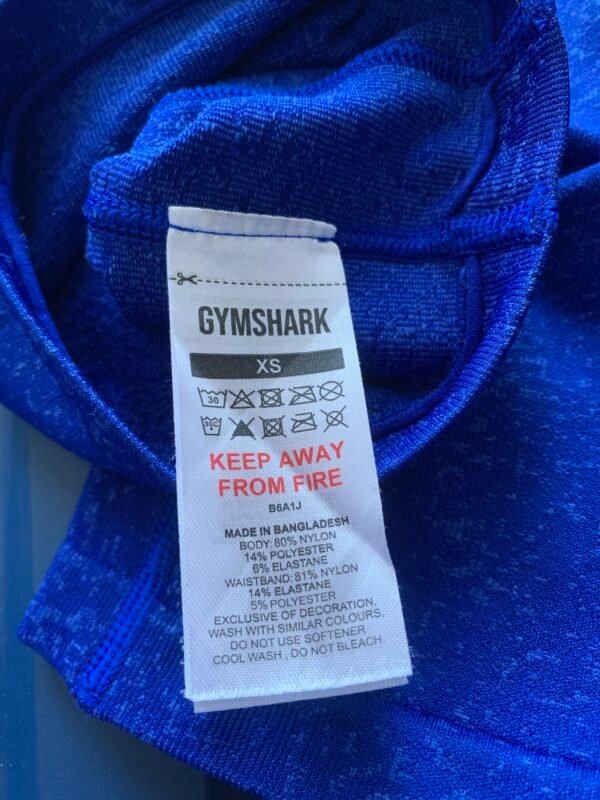 GYMSHARK
XS
30
30C
KEEP AWAY
FROM FIRE
B6A1J
MADE IN BANGLADESH
BODY: 80% NYLON
14% POLYESTER
6% ELASTANE
WAISTBAND: 81% NYLON
14% ELASTANE
5% POLYESTER
EXCLUSIVE OF DECORATION,
WASH WITH SIMILAR COLOURS,
DO NOT USE SOFTENER,
COOL WASH , DO NOT BLEACH.